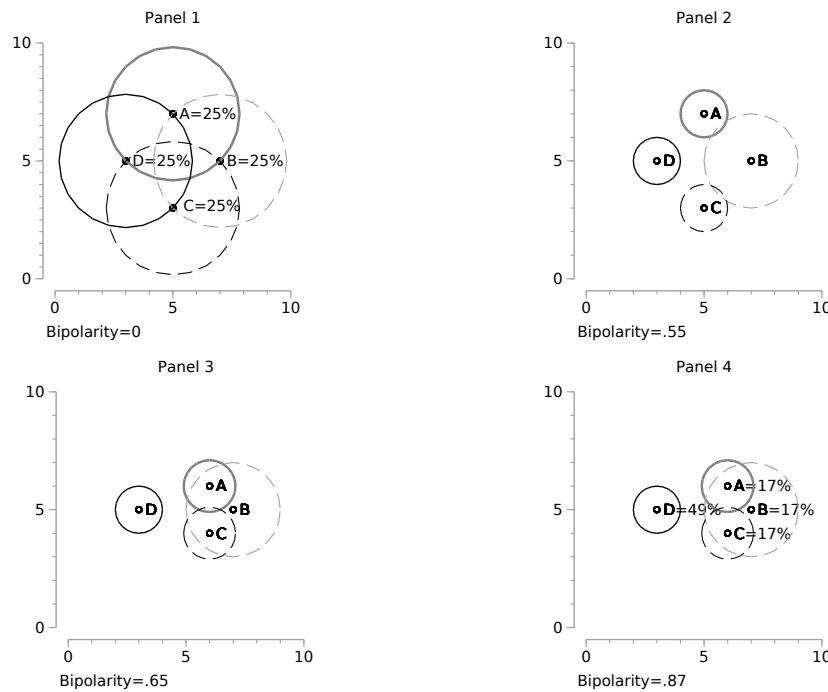 Panel 1
10
A=25%
5
D=25%
B=25%
C=25%
0
0
5
10
Bipolarity=0
Panel 2
10
A
5
D
B
C
0
0
5
10
Bipolarity=.55
Panel 3
10
A
5
D
B
C
0
0
5
10
Bipolarity=.65
Panel 4
10
A=17%
5
D=49%
B=17%
C=17%
0
0
5
10
Bipolarity=.87